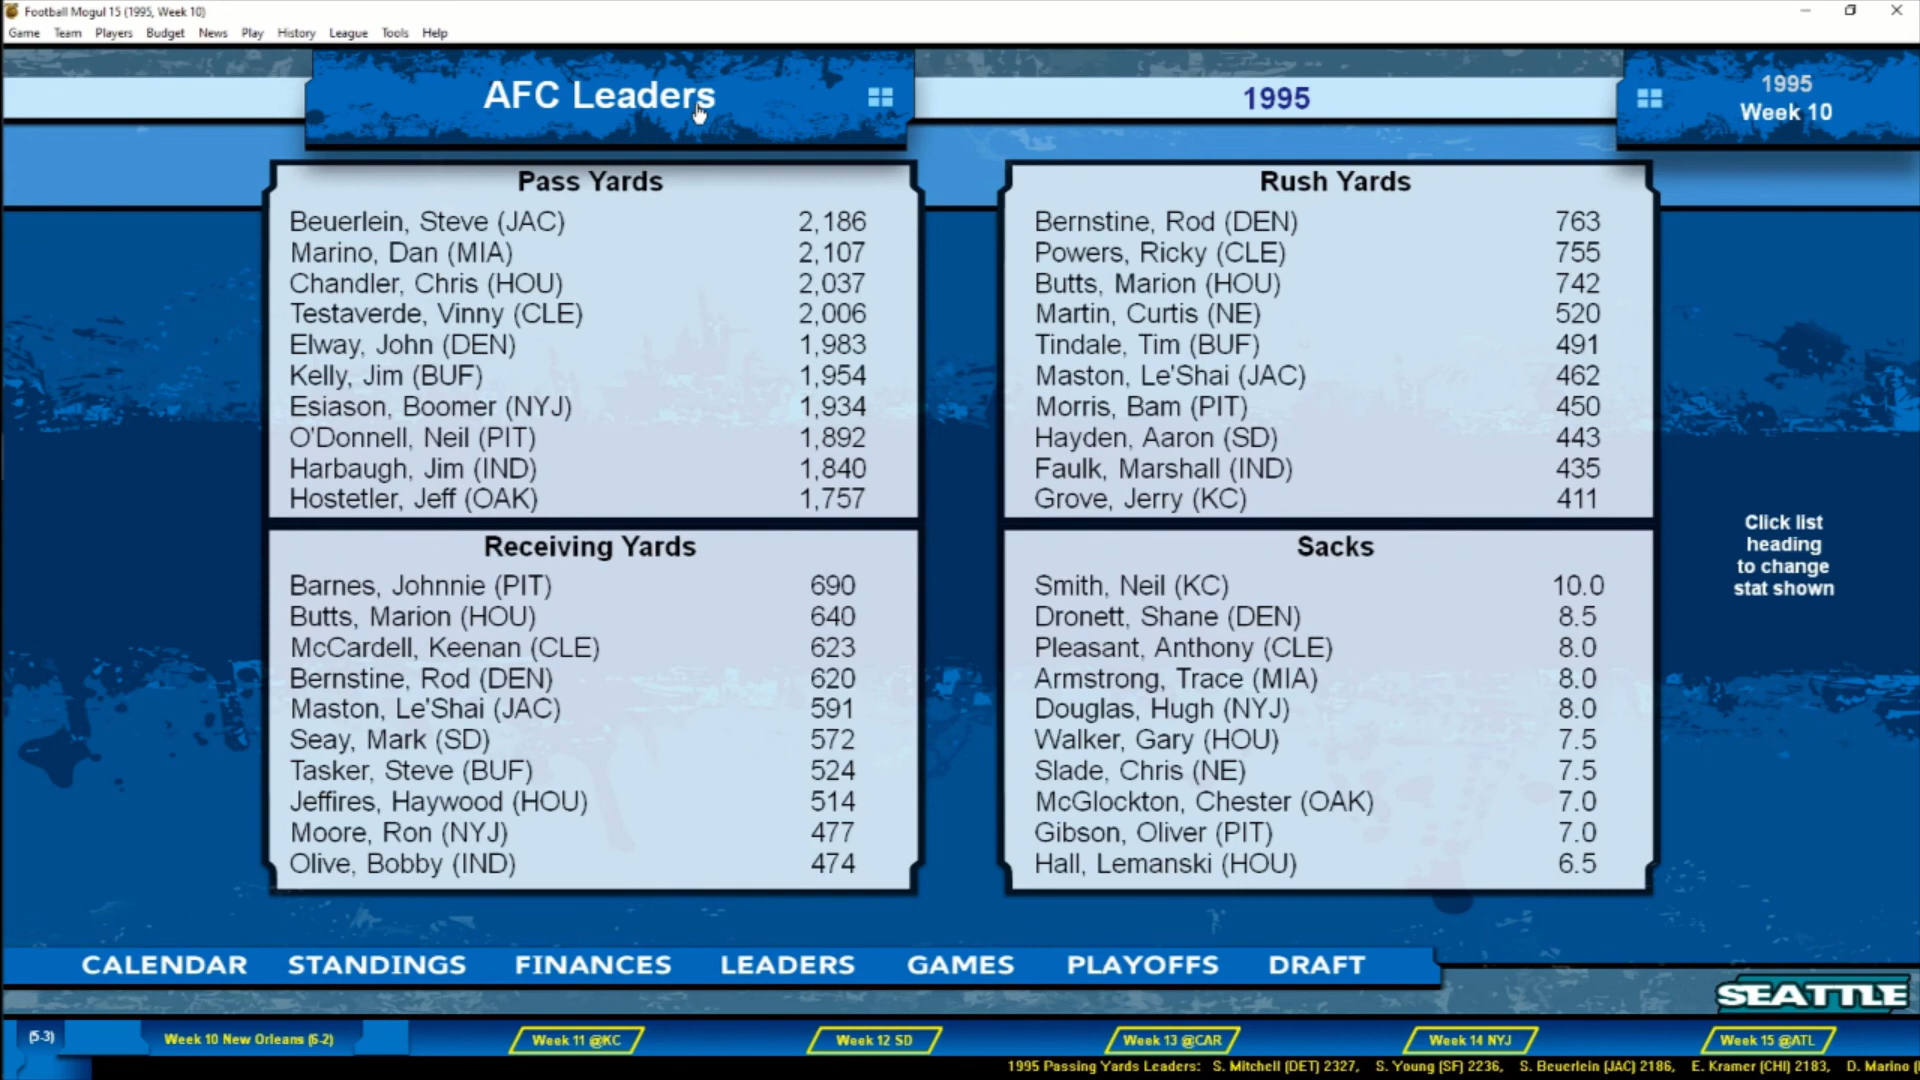 Football Mogul 15 (1995, Week 10)
Game Team Players Budget News Play History League Tools Help
AFC Leaders
1995
1995
Week 10
Pass Yards
Beuerlein, Steve (JAC) 2,186
Marino, Dan (MIA) 2,107
Chandler, Chris (HOU) 2,037
Testaverde, Vinny (CLE) 2,006
Elway, John (DEN) 1,983
Kelly, Jim (BUF) 1,954
Esiason, Boomer (NYJ) 1,934
O'Donnell, Neil (PIT) 1,892
Harbaugh, Jim (IND) 1,840
Hostetler, Jeff (OAK) 1,757
Rush Yards
Bernstine, Rod (DEN) 763
Powers, Ricky (CLE) 755
Butts, Marion (HOU) 742
Martin, Curtis (NE) 520
Tindale, Tim (BUF) 491
Maston, Le'Shai (JAC) 462
Morris, Bam (PIT) 450
Hayden, Aaron (SD) 443
Faulk, Marshall (IND) 435
Grove, Jerry (KC) 411
Receiving Yards
Barnes, Johnnie (PIT) 690
Butts, Marion (HOU) 640
McCardell, Keenan (CLE) 623
Bernstine, Rod (DEN) 620
Maston, Le'Shai (JAC) 591
Seay, Mark (SD) 572
Tasker, Steve (BUF) 524
Jeffires, Haywood (HOU) 514
Moore, Ron (NYJ) 477
Olive, Bobby (IND) 474
Sacks
Smith, Neil (KC) 10.0
Dronett, Shane (DEN) 8.5
Pleasant, Anthony (CLE) 8.0
Armstrong, Trace (MIA) 8.0
Douglas, Hugh (NYJ) 8.0
Walker, Gary (HOU) 7.5
Slade, Chris (NE) 7.5
McGlockton, Chester (OAK) 7.0
Gibson, Oliver (PIT) 7.0
Hall, Lemanski (HOU) 6.5
Click list
heading
to change
stat shown
CALENDAR STANDINGS FINANCES LEADERS GAMES PLAYOFFS DRAFT
SEATTLE
(5-3) Week 10 New Orleans (6-2) Week 11 @KC Week 12 SD Week 13 @CAR Week 14 NYJ Week 15 @ATL
1995 Passing Yards Leaders: S. Mitchell (DET) 2327, S. Young (SF) 2236, S. Beuerlein (JAC) 2186, E. Kramer (CHI) 2183, D. Marino (